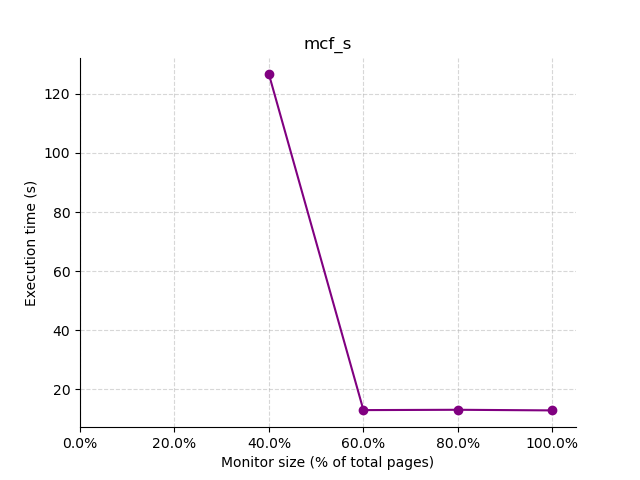 mcf_s
Execution time (s)
120
100
80
60
40
20
0.0% 20.0% 40.0% 60.0% 80.0% 100.0%
Monitor size (% of total pages)